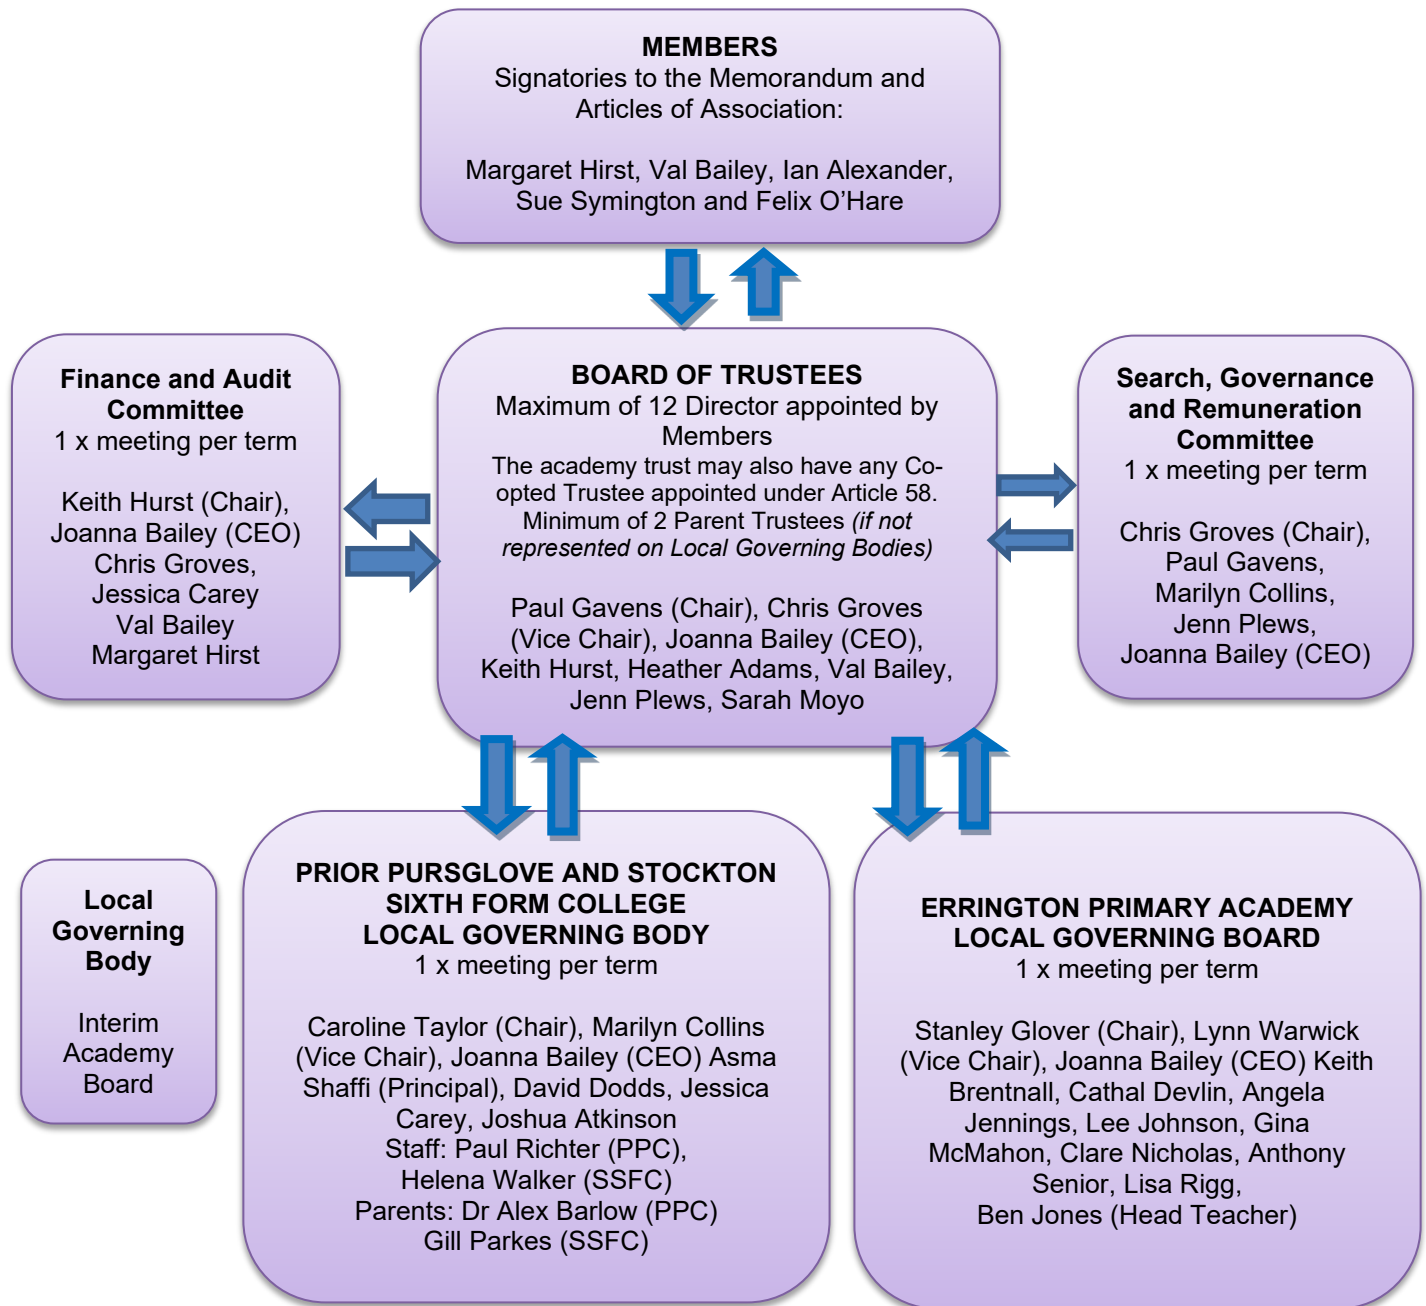 MEMBERS
Signatories to the Memorandum and
Articles of Association:
Margaret Hirst, Val Bailey, Ian Alexander,
Sue Symington and Felix O’Hare
Finance and Audit
Committee
1 x meeting per term
Keith Hurst (Chair),
Joanna Bailey (CEO)
Chris Groves,
Jessica Carey
Val Bailey
Margaret Hirst
BOARD OF TRUSTEES
Maximum of 12 Director appointed by
Members
The academy trust may also have any Co-
opted Trustee appointed under Article 58.
Minimum of 2 Parent Trustees (if not
represented on Local Governing Bodies)
Paul Gavens (Chair), Chris Groves
(Vice Chair), Joanna Bailey (CEO),
Keith Hurst, Heather Adams, Val Bailey,
Jenn Plews, Sarah Moyo
Search, Governance
and Remuneration
Committee
1 x meeting per term
Chris Groves (Chair),
Paul Gavens,
Marilyn Collins,
Jenn Plews,
Joanna Bailey (CEO)
Local
Governing
Body
Interim
Academy
Board
PRIOR PURSGLOVE AND STOCKTON
SIXTH FORM COLLEGE
LOCAL GOVERNING BODY
1 x meeting per term
Caroline Taylor (Chair), Marilyn Collins
(Vice Chair), Joanna Bailey (CEO) Asma
Shaffi (Principal), David Dodds, Jessica
Carey, Joshua Atkinson
Staff: Paul Richter (PPC),
Helena Walker (SSFC)
Parents: Dr Alex Barlow (PPC)
Gill Parkes (SSFC)
ERRINGTON PRIMARY ACADEMY
LOCAL GOVERNING BOARD
1 x meeting per term
Stanley Glover (Chair), Lynn Warwick
(Vice Chair), Joanna Bailey (CEO) Keith
Brentnall, Cathal Devlin, Angela
Jennings, Lee Johnson, Gina
McMahon, Clare Nicholas, Anthony
Senior, Lisa Rigg,
Ben Jones (Head Teacher)